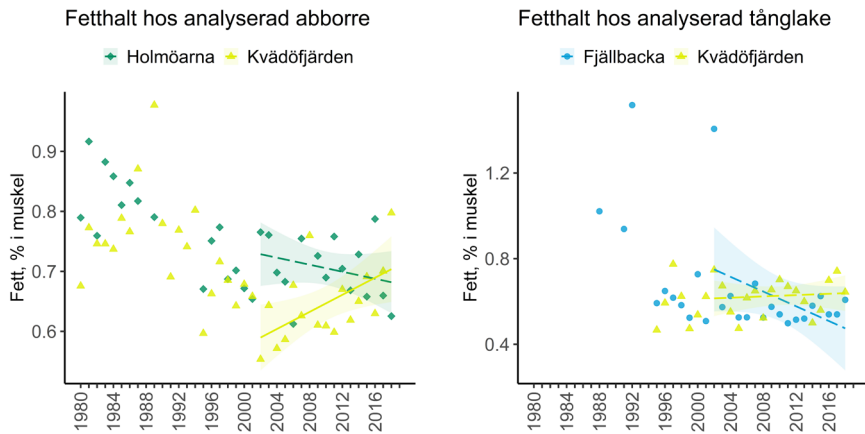 Fetthalt hos analyserad abborre
Holmöarna Kvädöfjärden
Fett, % i muskel
0.9
0.8
0.7
0.6
1980 1984 1988 1992 1996 2000 2004 2008 2012 2016
Fetthalt hos analyserad tånglake
Fjällbacka Kvädöfjärden
Fett, % i muskel
1.2
0.8
0.4
1980 1984 1988 1992 1996 2000 2004 2008 2012 2016